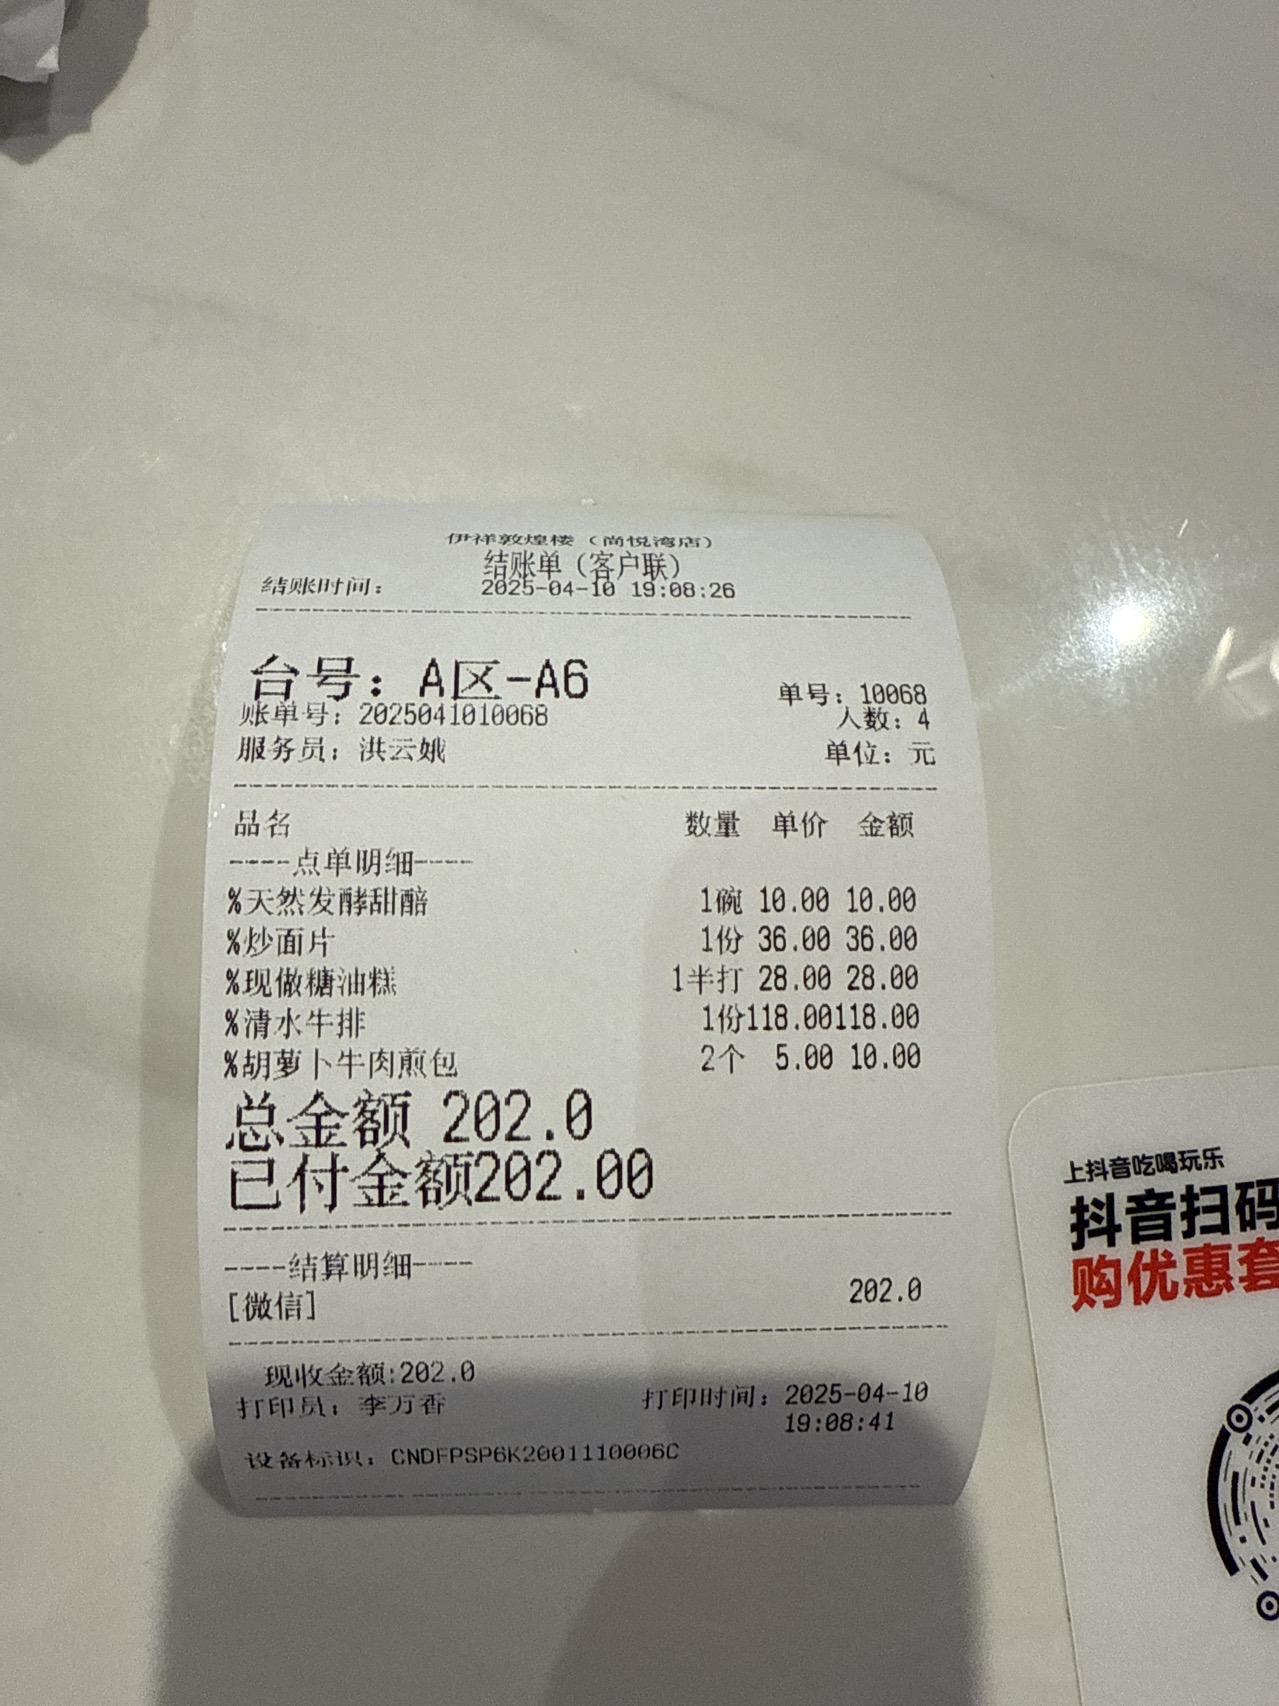 伊祥敦煌楼（尚悦湾店）
结账单（客户联）
结账时间： 2025-04-10 19:08:26
台号：A区-A6
单号：10068
账单号：2025041010068 人数：4
服务员：洪云娥 单位：元
品名 数量 单价 金额
----点单明细----
%天然发酵甜醅 1碗 10.00 10.00
%炒面片 1份 36.00 36.00
%现做糖油糕 1半打 28.00 28.00
%清水牛排 1份118.00118.00
%胡萝卜牛肉煎包 2个 5.00 10.00
总金额 202.0
已付金额202.00
----结算明细----
[微信] 202.0
现收金额:202.0
打印员：李万香 打印时间：2025-04-10
19:08:41
设备标识：CNDFPSP6K2001110006C
上抖音吃喝玩乐
抖音扫码
购优惠套